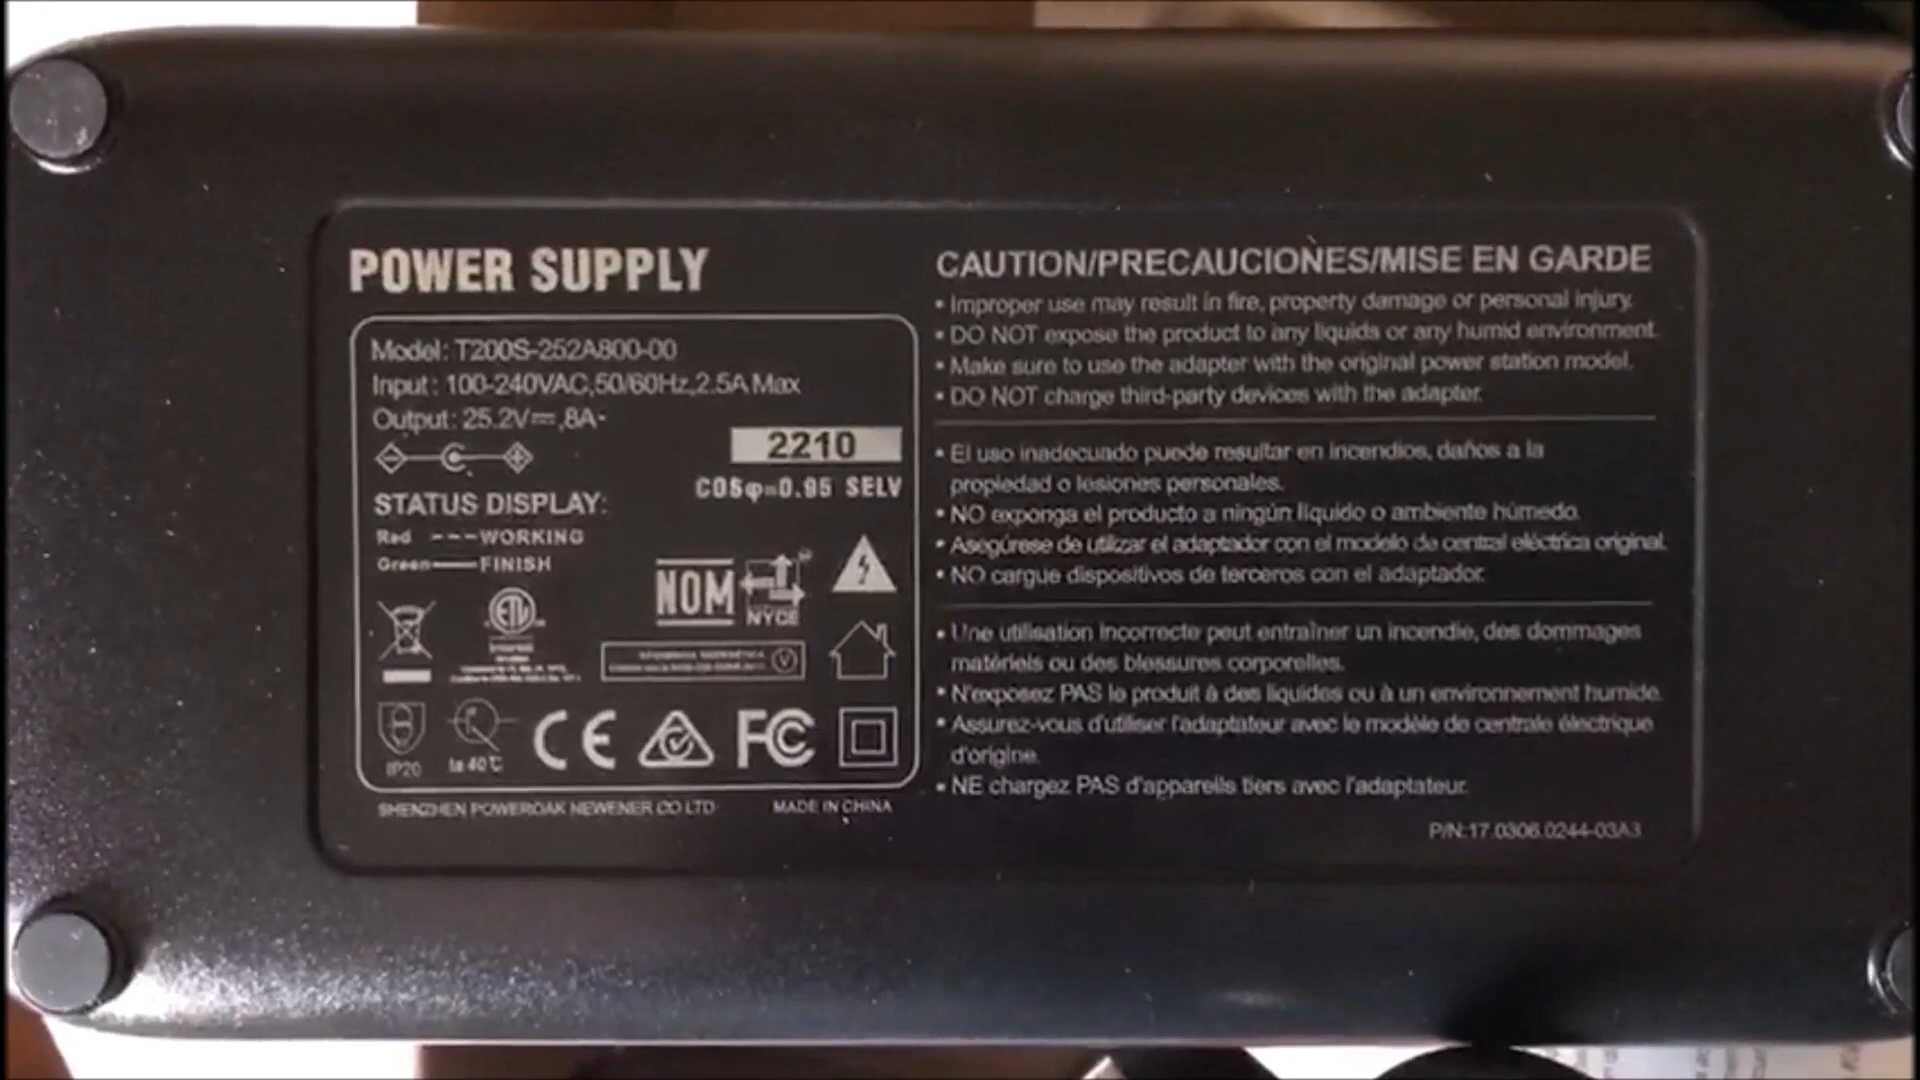 POWER SUPPLY
Model: T200S-252A800-00
Input: 100-240VAC,50/60Hz,2.5A Max
Output: 25.2V⎓,8A
2210
COSφ=0.95 SELV
STATUS DISPLAY:
Red ---WORKING
Green——FINISH
ETL
NOM
NYCE
V
IP20
ta 40℃
CE
FC
SHENZHEN POWEROAK NEWENER CO LTD
MADE IN CHINA
CAUTION/PRECAUCIONES/MISE EN GARDE
• Improper use may result in fire, property damage or personal injury.
• DO NOT expose the product to any liquids or any humid environment.
• Make sure to use the adapter with the original power station model.
• DO NOT charge third-party devices with the adapter.
• El uso inadecuado puede resultar en incendios, daños a la
propiedad o lesiones personales.
• NO exponga el producto a ningún líquido o ambiente húmedo.
• Asegúrese de utilizar el adaptador con el modelo de central eléctrica original.
• NO cargue dispositivos de terceros con el adaptador.
• Une utilisation incorrecte peut entraîner un incendie, des dommages
matériels ou des blessures corporelles.
• N'exposez PAS le produit à des liquides ou à un environnement humide.
• Assurez-vous d'utiliser l'adaptateur avec le modèle de centrale électrique
d'origine.
• NE chargez PAS d'appareils tiers avec l'adaptateur.
P/N:17.0306.0244-03A3